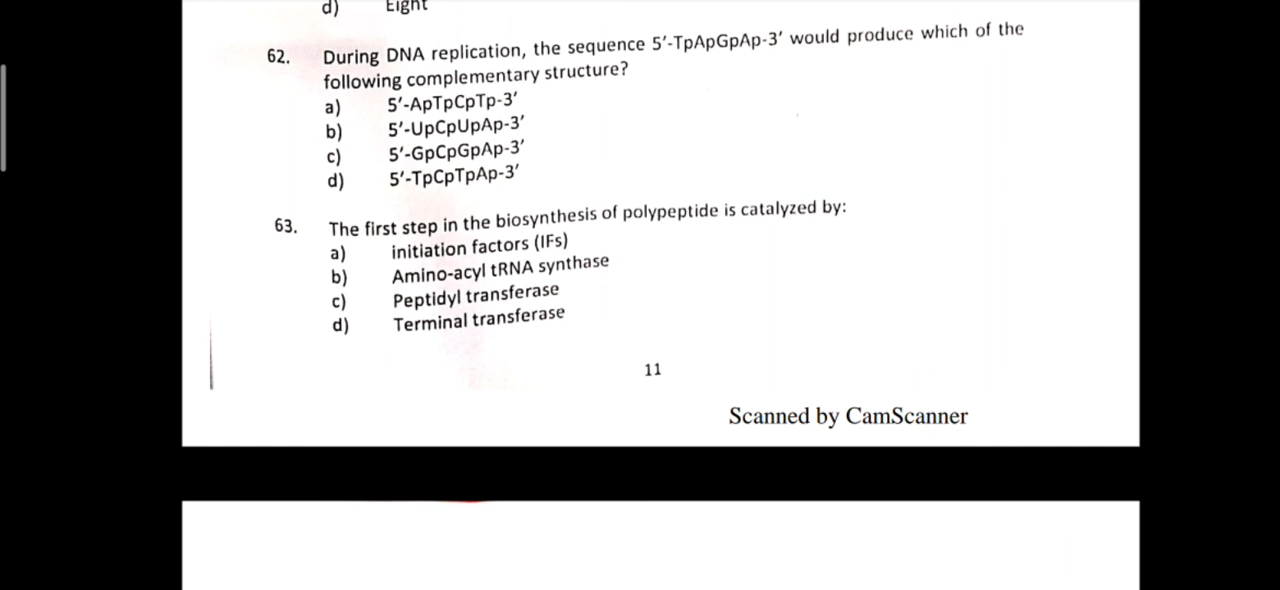 d) Eight
62. During DNA replication, the sequence 5′-TpApGpAp-3′ would produce which of the
following complementary structure?
a) 5′-ApTpCpTp-3′
b) 5′-UpCpUpAp-3′
c) 5′-GpCpGpAp-3′
d) 5′-TpCpTpAp-3′
63. The first step in the biosynthesis of polypeptide is catalyzed by:
a) initiation factors (IFs)
b) Amino-acyl tRNA synthase
c) Peptidyl transferase
d) Terminal transferase
11
Scanned by CamScanner